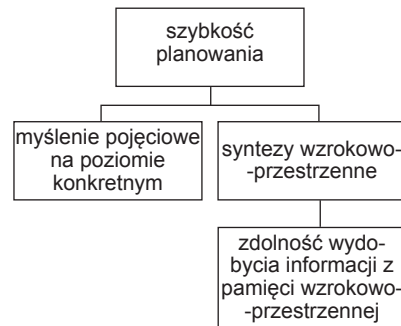 szybkość
planowania
myślenie pojęciowe
na poziomie
konkretnym
syntezy wzrokowo-
-przestrzenne
zdolność wydo-
bycia informacji z
pamięci wzrokowo-
-przestrzennej